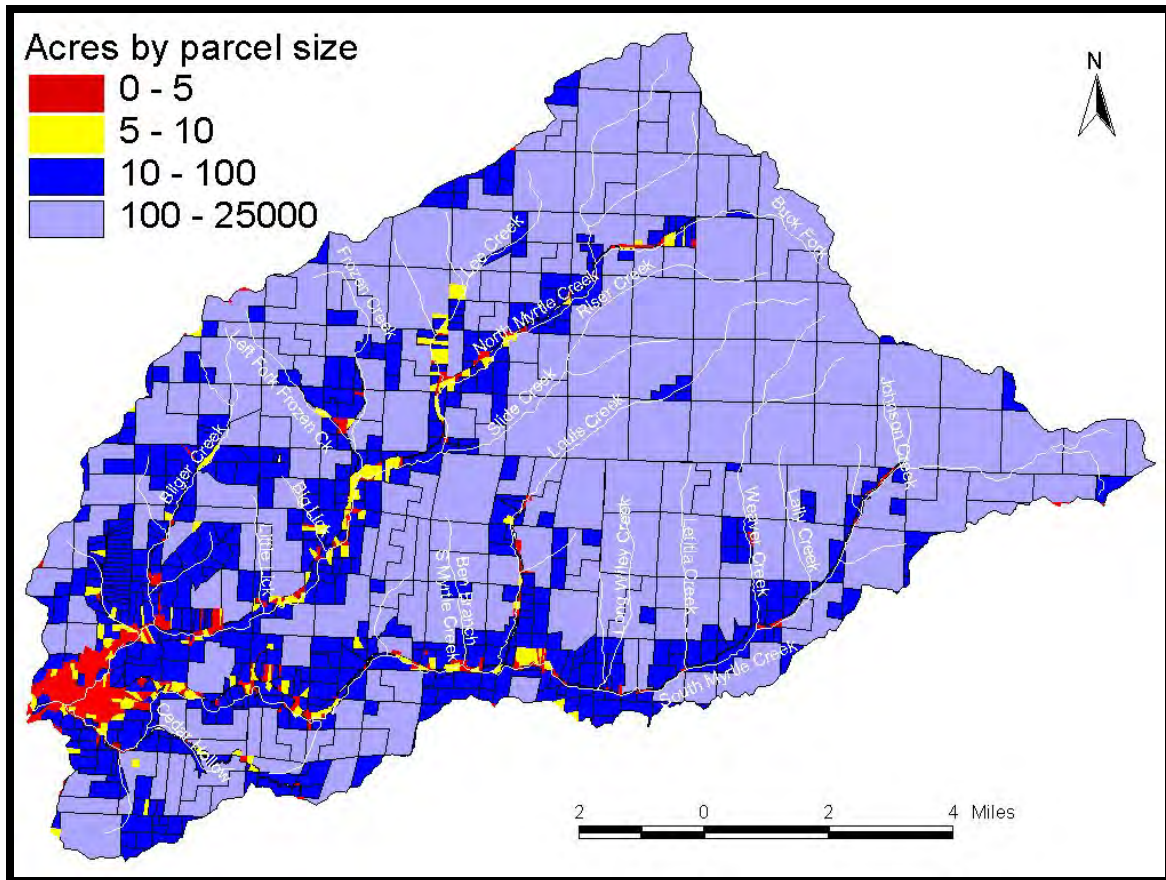 Acres by parcel size
0 - 5
5 - 10
10 - 100
100 - 25000
N
Buck Fork
Lee Creek
Frozen Creek
North Myrtle Creek
Riser Creek
Left Fork Frozen Ck
Slide Creek
Louis Creek
Johnson Creek
Bilger Creek
Big Lick
Little Lick
Ben Branch
S Myrtle Creek
Long Wiley Creek
Letitia Creek
Weaver Creek
Lally Creek
South Myrtle Creek
Cedar Hollow
2 0 2 4 Miles